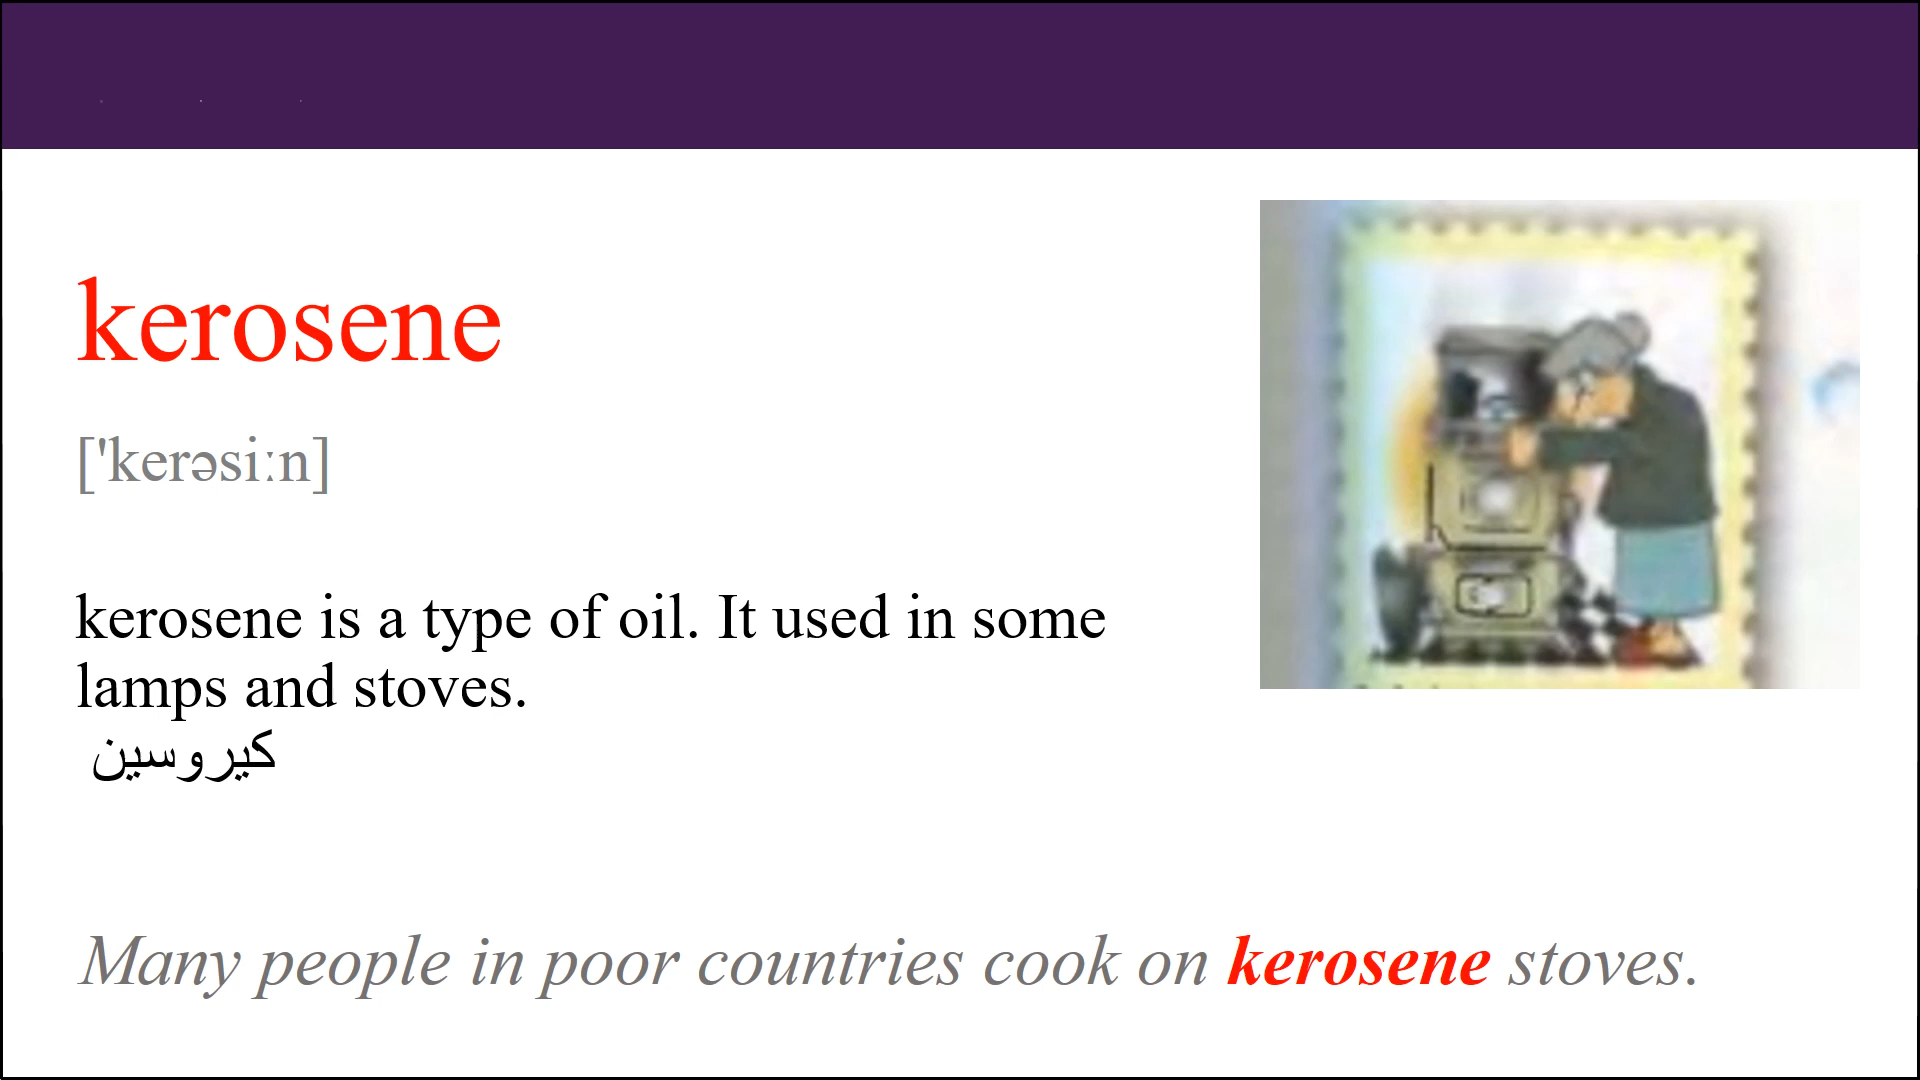 kerosene
['kerəsi:n]
kerosene is a type of oil. It used in some
lamps and stoves.
كيروسين
Many people in poor countries cook on kerosene stoves.